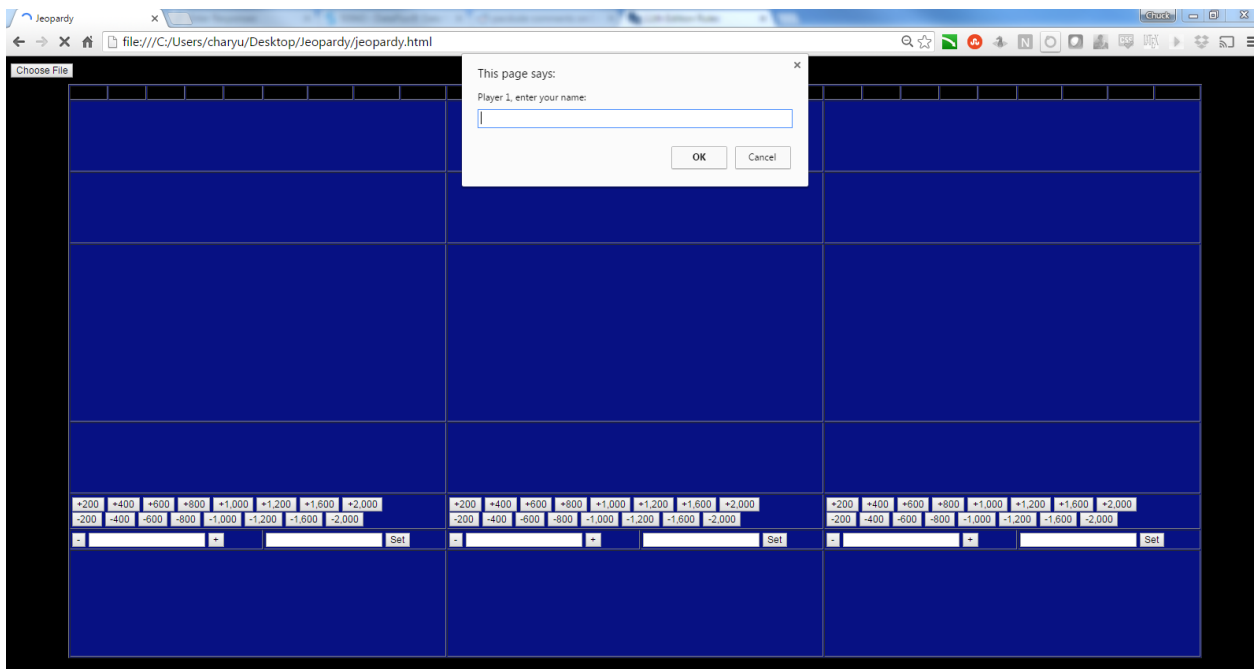 Jeopardy
Chuck
file:///C:/Users/charyu/Desktop/Jeopardy/jeopardy.html
Choose File
This page says:
Player 1, enter your name:
OK Cancel
+200 +400 +600 +800 +1,000 +1,200 +1,600 +2,000 +200 +400 +600 +800 +1,000 +1,200 +1,600 +2,000 +200 +400 +600 +800 +1,000 +1,200 +1,600 +2,000
-200 -400 -600 -800 -1,000 -1,200 -1,600 -2,000 -200 -400 -600 -800 -1,000 -1,200 -1,600 -2,000 -200 -400 -600 -800 -1,000 -1,200 -1,600 -2,000
- + Set - + Set - + Set